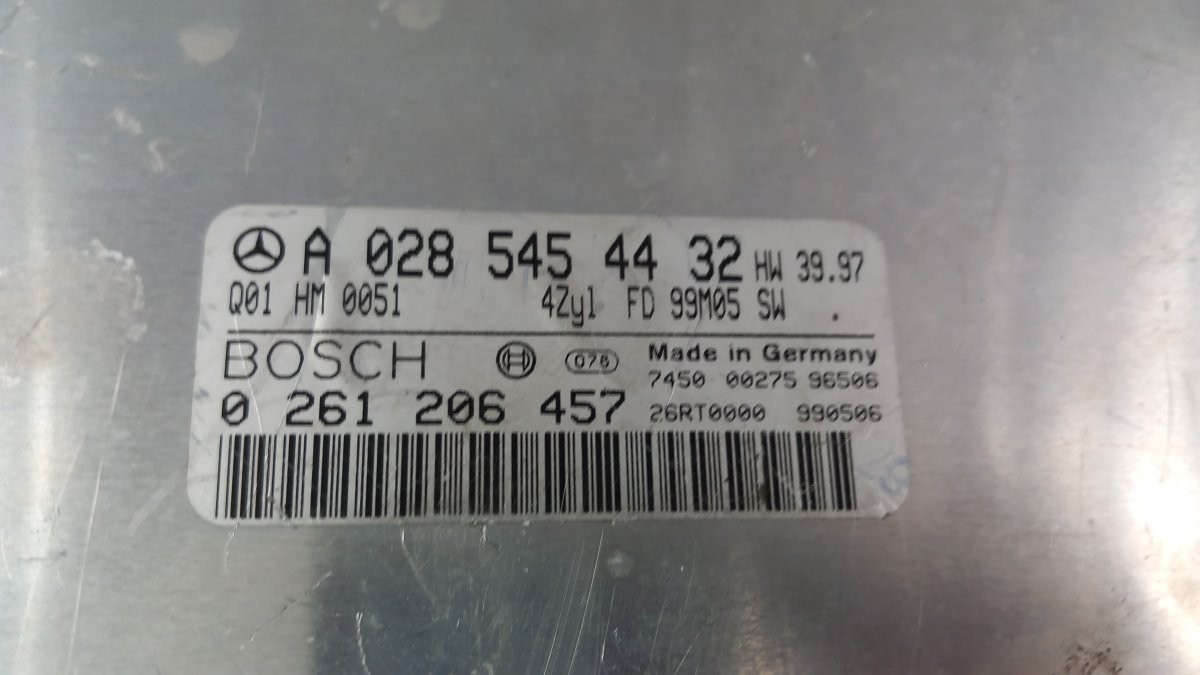 A 028 545 44 32 HW 39.97
Q01 HM 0051 4Zyl FD 99M05 SW .
BOSCH 078 Made in Germany
7450 00275 96506
0 261 206 457 26RT0000 990506